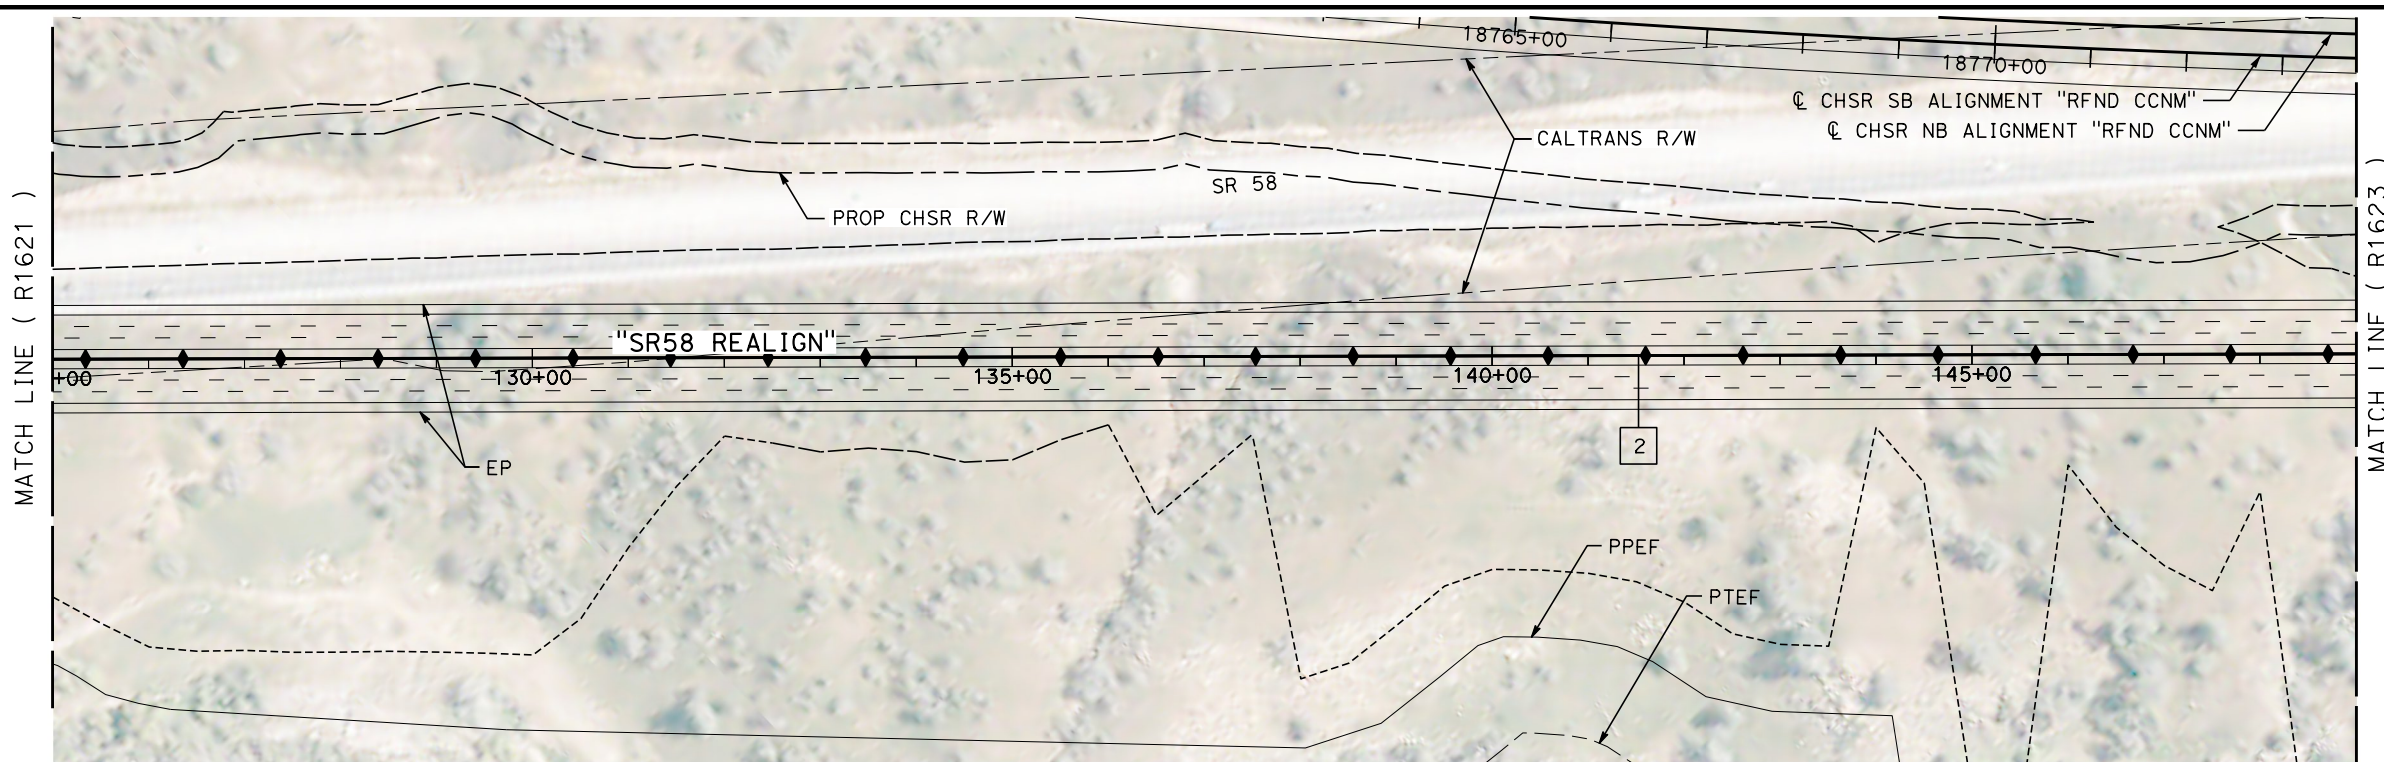 18765+00
18770+00
℄ CHSR SB ALIGNMENT "RFND CCNM"
℄ CHSR NB ALIGNMENT "RFND CCNM"
CALTRANS R/W
SR 58
PROP CHSR R/W
MATCH LINE ( R1621 )
MATCH LINE ( R1623 )
"SR58 REALIGN"
+00
130+00
135+00
140+00
145+00
2
EP
PPEF
PTEF